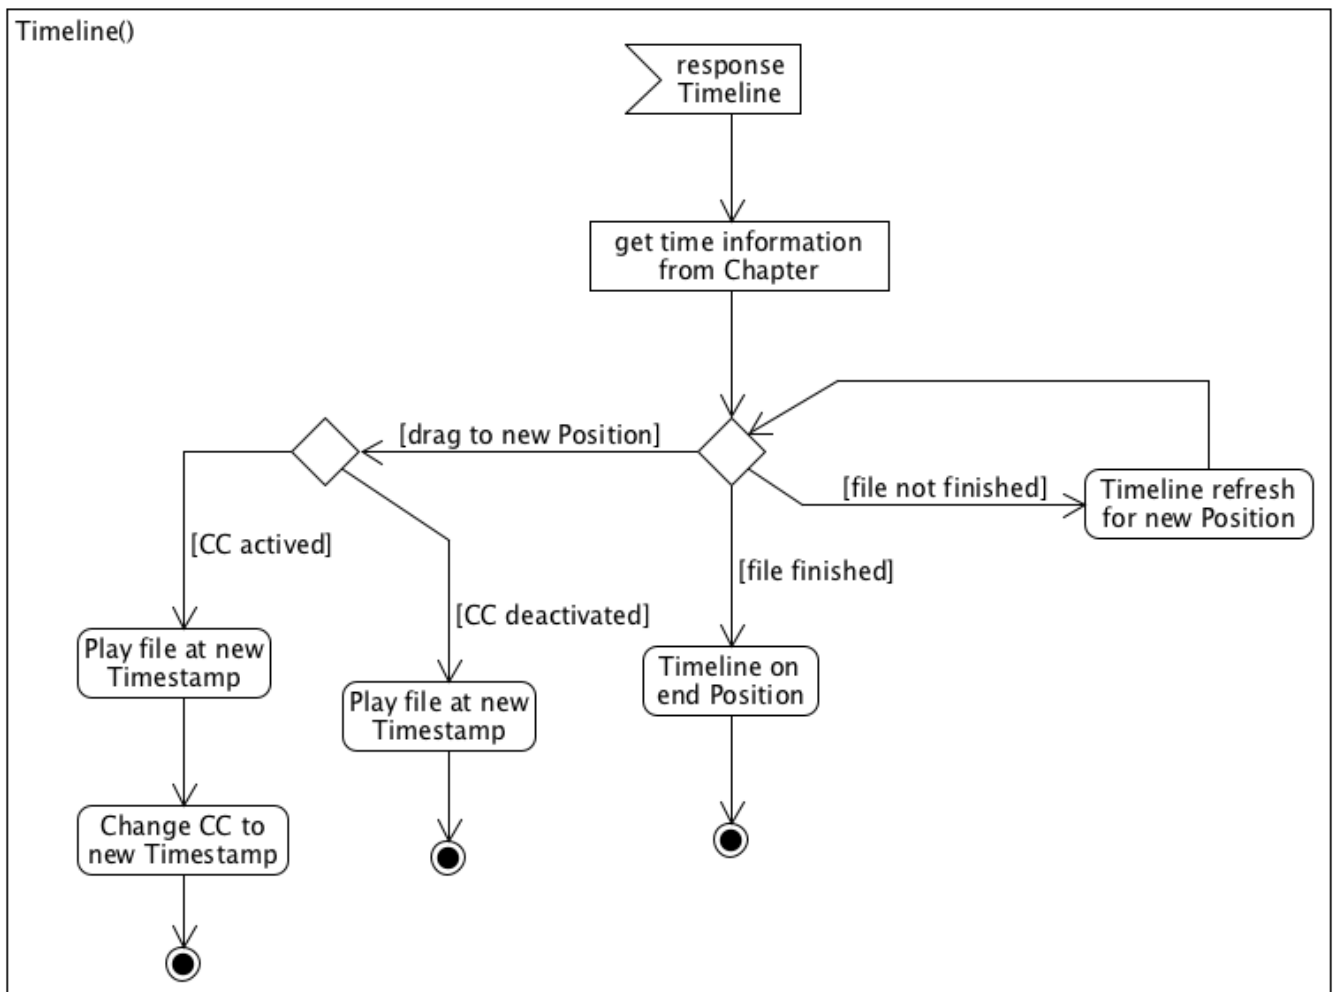 Timeline()
response
Timeline
get time information
from Chapter
[drag to new Position]
[file not finished]
Timeline refresh
for new Position
[CC actived]
[file finished]
[CC deactivated]
Play file at new
Timestamp
Timeline on
end Position
Play file at new
Timestamp
Change CC to
new Timestamp